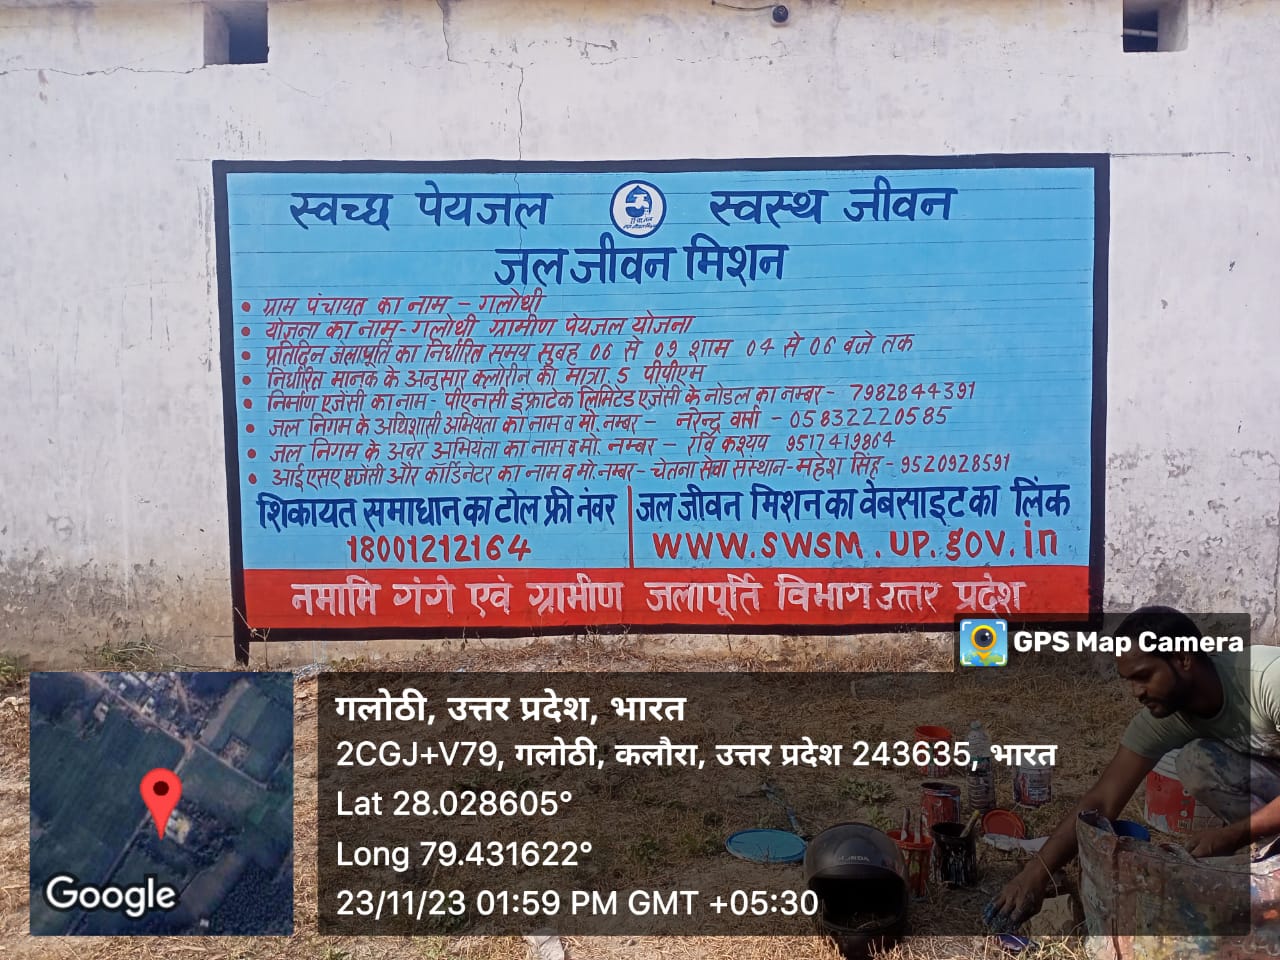 स्वच्छ पेयजल स्वस्थ जीवन
जल जीवन मिशन
• ग्राम पंचायत का नाम – गलोथी
• योजना का नाम- गलोथी ग्रामीण पेयजल योजना
• प्रतिदिन जलापूर्ति का निर्धारित समय सुबह 06 से 09 शाम 04 से 06 बजे तक
• निर्धारित मानक के अनुसार क्लोरीन की मात्रा 5 पीपीएम
• निर्माण एजेंसी का नाम- पीएनसी इंफ्राटेक लिमिटेड एजेंसी के नोडल का नम्बर- 7982844391
• जल निगम के अधिशासी अभियंता का नाम व मो. नम्बर – नरेन्द्र वर्मा - 05832220585
• जल निगम के अवर अभियंता का नाम व मो. नम्बर – रवि कश्यप 9517419864
• आई एस ए एजेंसी और कॉर्डिनेटर का नाम व मो. नम्बर- चेतना सेवा संस्थान-महेश सिंह-9520928591
शिकायत समाधान का टोल फ्री नंवर
18001212164
जल जीवन मिशन का वेबसाइट का लिंक
www.swsm.up.gov.in
नमामि गंगे एवं ग्रामीण जलापूर्ति विभाग उत्तर प्रदेश
GPS Map Camera
गलोठी, उत्तर प्रदेश, भारत
2CGJ+V79, गलोठी, कलौरा, उत्तर प्रदेश 243635, भारत
Lat 28.028605°
Long 79.431622°
23/11/23 01:59 PM GMT +05:30
Google